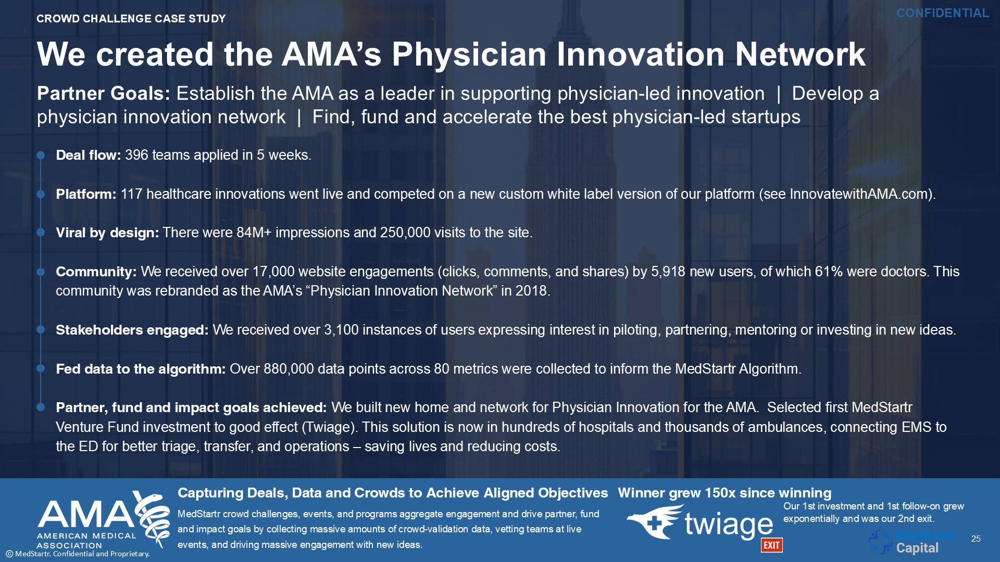 CROWD CHALLENGE CASE STUDY
CONFIDENTIAL
We created the AMA’s Physician Innovation Network
Partner Goals: Establish the AMA as a leader in supporting physician-led innovation | Develop a
physician innovation network | Find, fund and accelerate the best physician-led startups
Deal flow: 396 teams applied in 5 weeks.
Platform: 117 healthcare innovations went live and competed on a new custom white label version of our platform (see InnovatewithAMA.com).
Viral by design: There were 84M+ impressions and 250,000 visits to the site.
Community: We received over 17,000 website engagements (clicks, comments, and shares) by 5,918 new users, of which 61% were doctors. This
community was rebranded as the AMA’s “Physician Innovation Network” in 2018.
Stakeholders engaged: We received over 3,100 instances of users expressing interest in piloting, partnering, mentoring or investing in new ideas.
Fed data to the algorithm: Over 880,000 data points across 80 metrics were collected to inform the MedStartr Algorithm.
Partner, fund and impact goals achieved: We built new home and network for Physician Innovation for the AMA. Selected first MedStartr
Venture Fund investment to good effect (Twiage). This solution is now in hundreds of hospitals and thousands of ambulances, connecting EMS to
the ED for better triage, transfer, and operations – saving lives and reducing costs.
AMA
AMERICAN MEDICAL
ASSOCIATION
Capturing Deals, Data and Crowds to Achieve Aligned Objectives
MedStartr crowd challenges, events, and programs aggregate engagement and drive partner, fund
and impact goals by collecting massive amounts of crowd-validation data, vetting teams at live
events, and driving massive engagement with new ideas.
Winner grew 150x since winning
twiage
EXIT
Our 1st investment and 1st follow-on grew
exponentially and was our 2nd exit.
MedStartr
Capital
25
© MedStartr. Confidential and Proprietary.